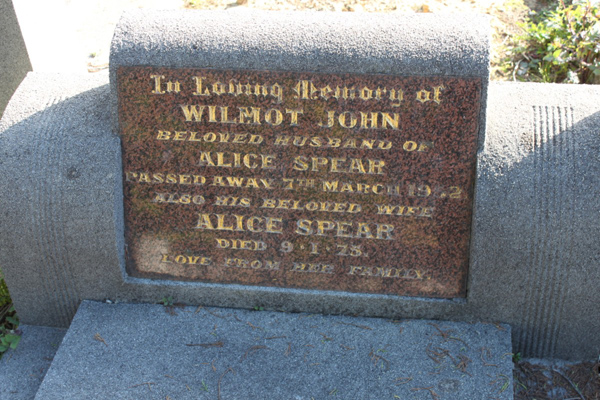 In Loving Memory of
WILMOT JOHN
BELOVED HUSBAND OF
ALICE SPEAR
PASSED AWAY 7TH MARCH
ALSO HIS BELOVED WIFE
ALICE SPEAR
DIED 9·1·75.
LOVE FROM HER FAMILY.